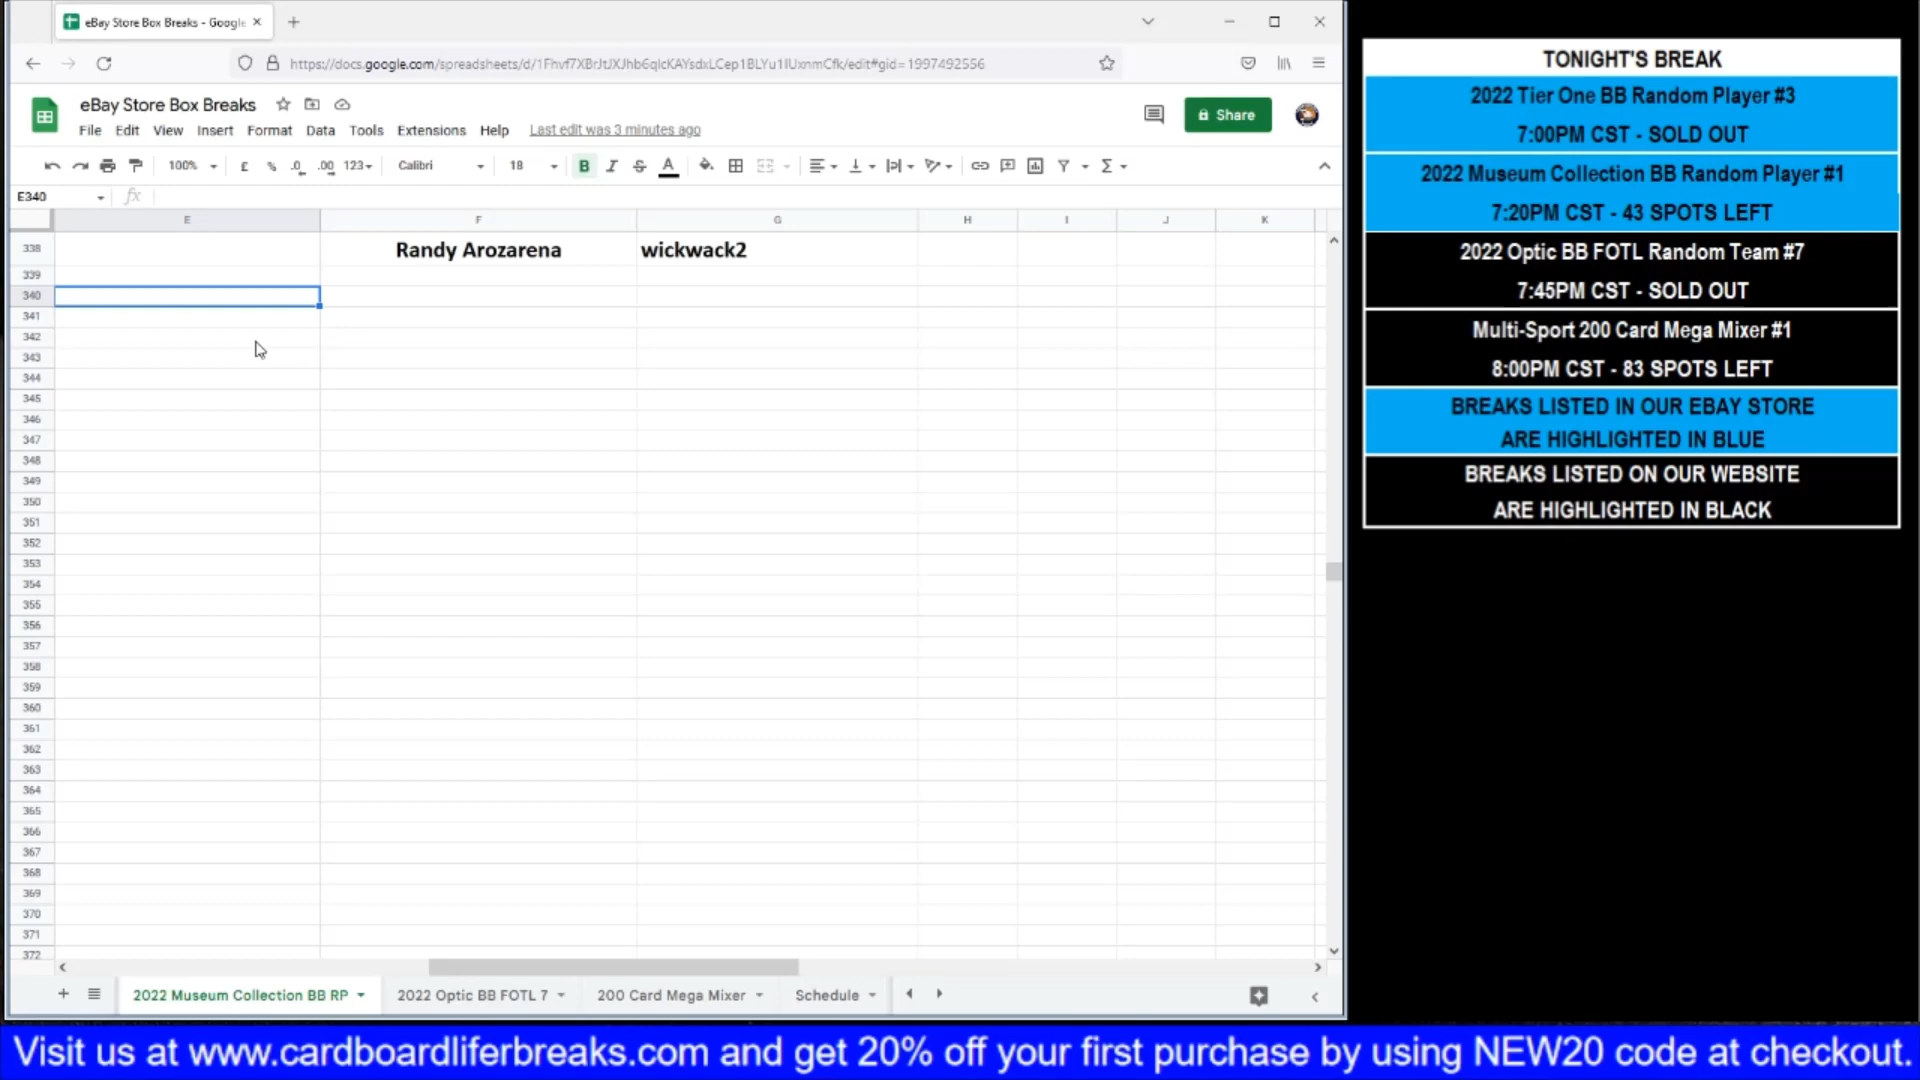 eBay Store Box Breaks - Google
https://docs.google.com/spreadsheets/d/
eBay Store Box Breaks
File Edit View Insert Format Data Tools Extensions Help Last edit was 3 minutes ago
Share
100% £ % .0 .00 123 Calibri 18 B I S A
E340 fx
E F G H I J K
338 Randy Arozarena wickwack2
339
340
341
342
343
344
345
346
347
348
349
350
351
352
353
354
355
356
357
358
359
360
361
362
363
364
365
366
367
368
369
370
371
372
2022 Museum Collection BB RP 2022 Optic BB FOTL 7 200 Card Mega Mixer Schedule
TONIGHT'S BREAK
2022 Tier One BB Random Player #3
7:00PM CST - SOLD OUT
2022 Museum Collection BB Random Player #1
7:20PM CST - 43 SPOTS LEFT
2022 Optic BB FOTL Random Team #7
7:45PM CST - SOLD OUT
Multi-Sport 200 Card Mega Mixer #1
8:00PM CST - 83 SPOTS LEFT
BREAKS LISTED IN OUR EBAY STORE
ARE HIGHLIGHTED IN BLUE
BREAKS LISTED ON OUR WEBSITE
ARE HIGHLIGHTED IN BLACK
Visit us at www.cardboardliferbreaks.com and get 20% off your first purchase by using NEW20 code at checkout.